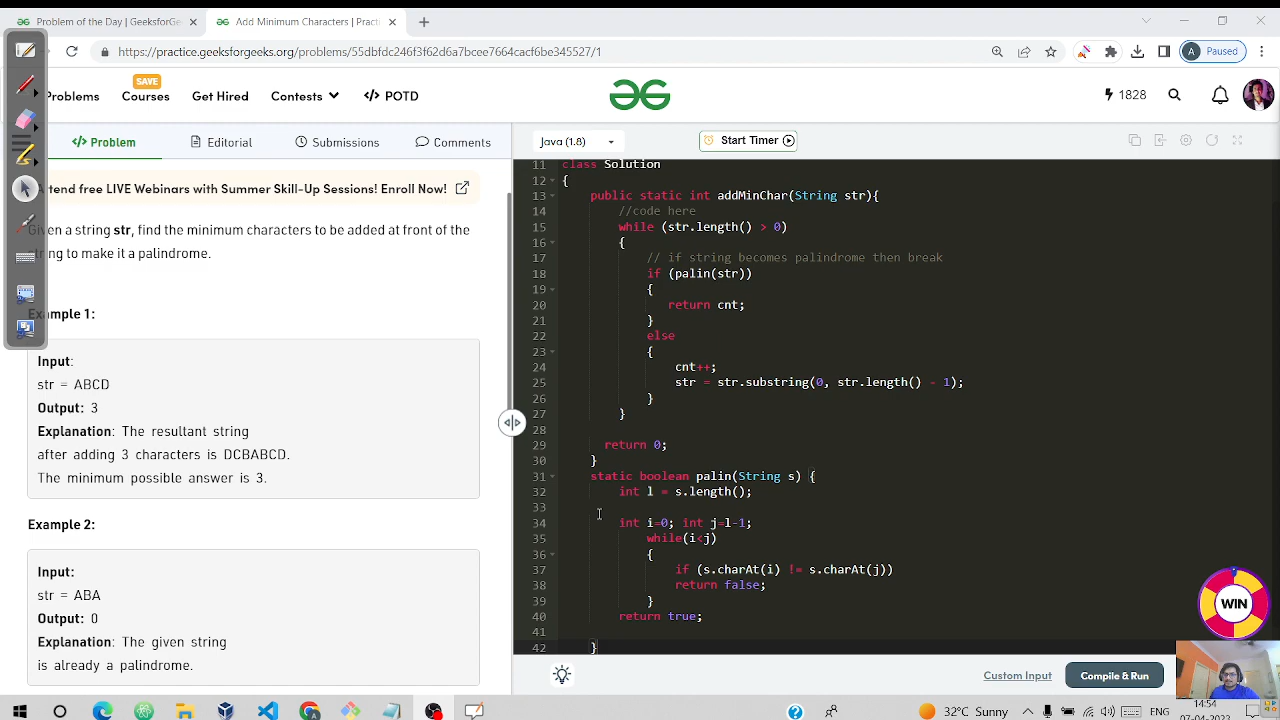 Problem of the Day | GeeksforGe
Add Minimum Characters | Practi
https://practice.geeksforgeeks.org/problems/55dbfdc246f3f62d6a7bcee7664cacf6be345527/1
A
Paused
SAVE
Problems
Courses
Get Hired
Contests
</> POTD
1828
</> Problem
Editorial
Submissions
Comments
Java (1.8)
Start Timer
tend free LIVE Webinars with Summer Skill-Up Sessions! Enroll Now!
Given a string str, find the minimum characters to be added at front of the
string to make it a palindrome.
Example 1:
Input:
str = ABCD
Output: 3
Explanation: The resultant string
after adding 3 characters is DCBABCD.
The minimum possible answer is 3.
Example 2:
Input:
str = ABA
Output: 0
Explanation: The given string
is already a palindrome.
11 class Solution
12 {
13 public static int addMinChar(String str){
14 //code here
15 while (str.length() > 0)
16 {
17 // if string becomes palindrome then break
18 if (palin(str))
19 {
20 return cnt;
21 }
22 else
23 {
24 cnt++;
25 str = str.substring(0, str.length() - 1);
26 }
27 }
28
29 return 0;
30 }
31 static boolean palin(String s) {
32 int l = s.length();
33
34 int i=0; int j=l-1;
35 while(i<j)
36 {
37 if (s.charAt(i) != s.charAt(j))
38 return false;
39 }
40 return true;
41
42 }
WIN
Custom Input
Compile & Run
32°C Sunny
ENG
14:54
07-04-2023